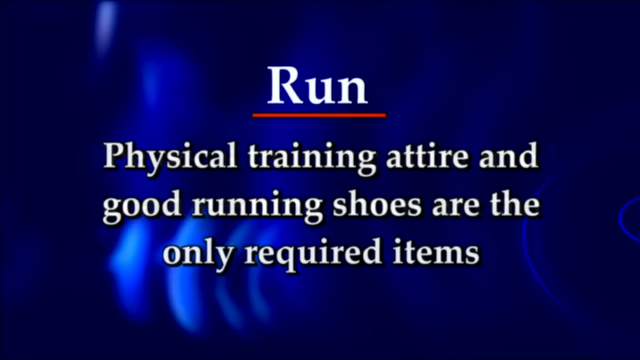 Run
Physical training attire and
good running shoes are the
only required items